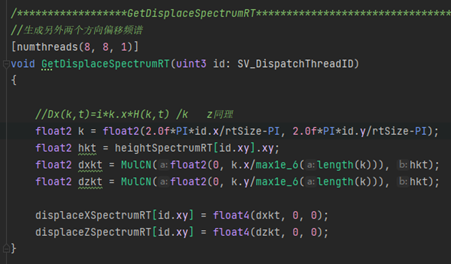 /******************GetDisplaceSpectrumRT********************************
//生成另外两个方向偏移频谱
[numthreads(8, 8, 1)]
void GetDisplaceSpectrumRT(uint3 id: SV_DispatchThreadID)
{
//Dx(k,t)=i*k.x*H(k,t) /k   z同理
float2 k = float2(2.0f*PI*id.x/rtSize-PI, 2.0f*PI*id.y/rtSize-PI);
float2 hkt = heightSpectrumRT[id.xy].xy;
float2 dxkt = MulCN(a:float2(0, k.x/max1e_6(a:length(k))), b:hkt);
float2 dzkt = MulCN(a:float2(0, k.y/max1e_6(a:length(k))), b:hkt);
displaceXSpectrumRT[id.xy] = float4(dxkt, 0, 0);
displaceZSpectrumRT[id.xy] = float4(dzkt, 0, 0);
}